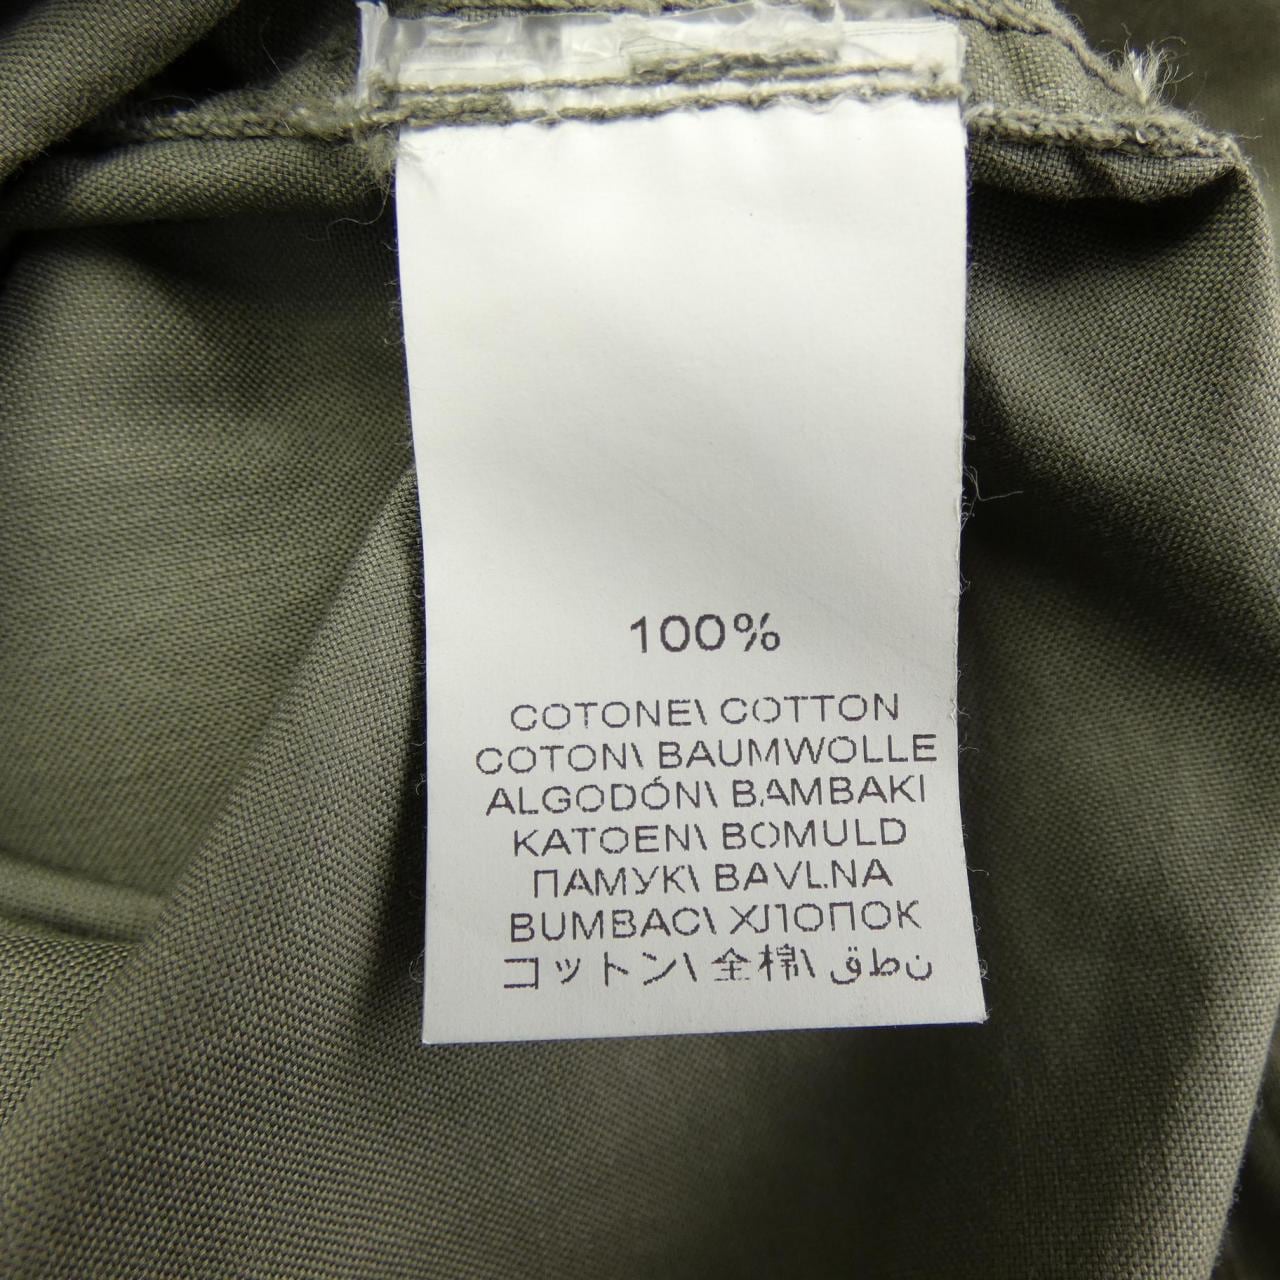 100%
COTONE\ COTTON
COTON\ BAUMWOLLE
ALGODÓN\ BAMBAKI
KATOEN\ BOMULD
ПАМУК\ BAVLNA
BUMBAC\ ХЛОПОК
コットン\ 全棉\ قطن